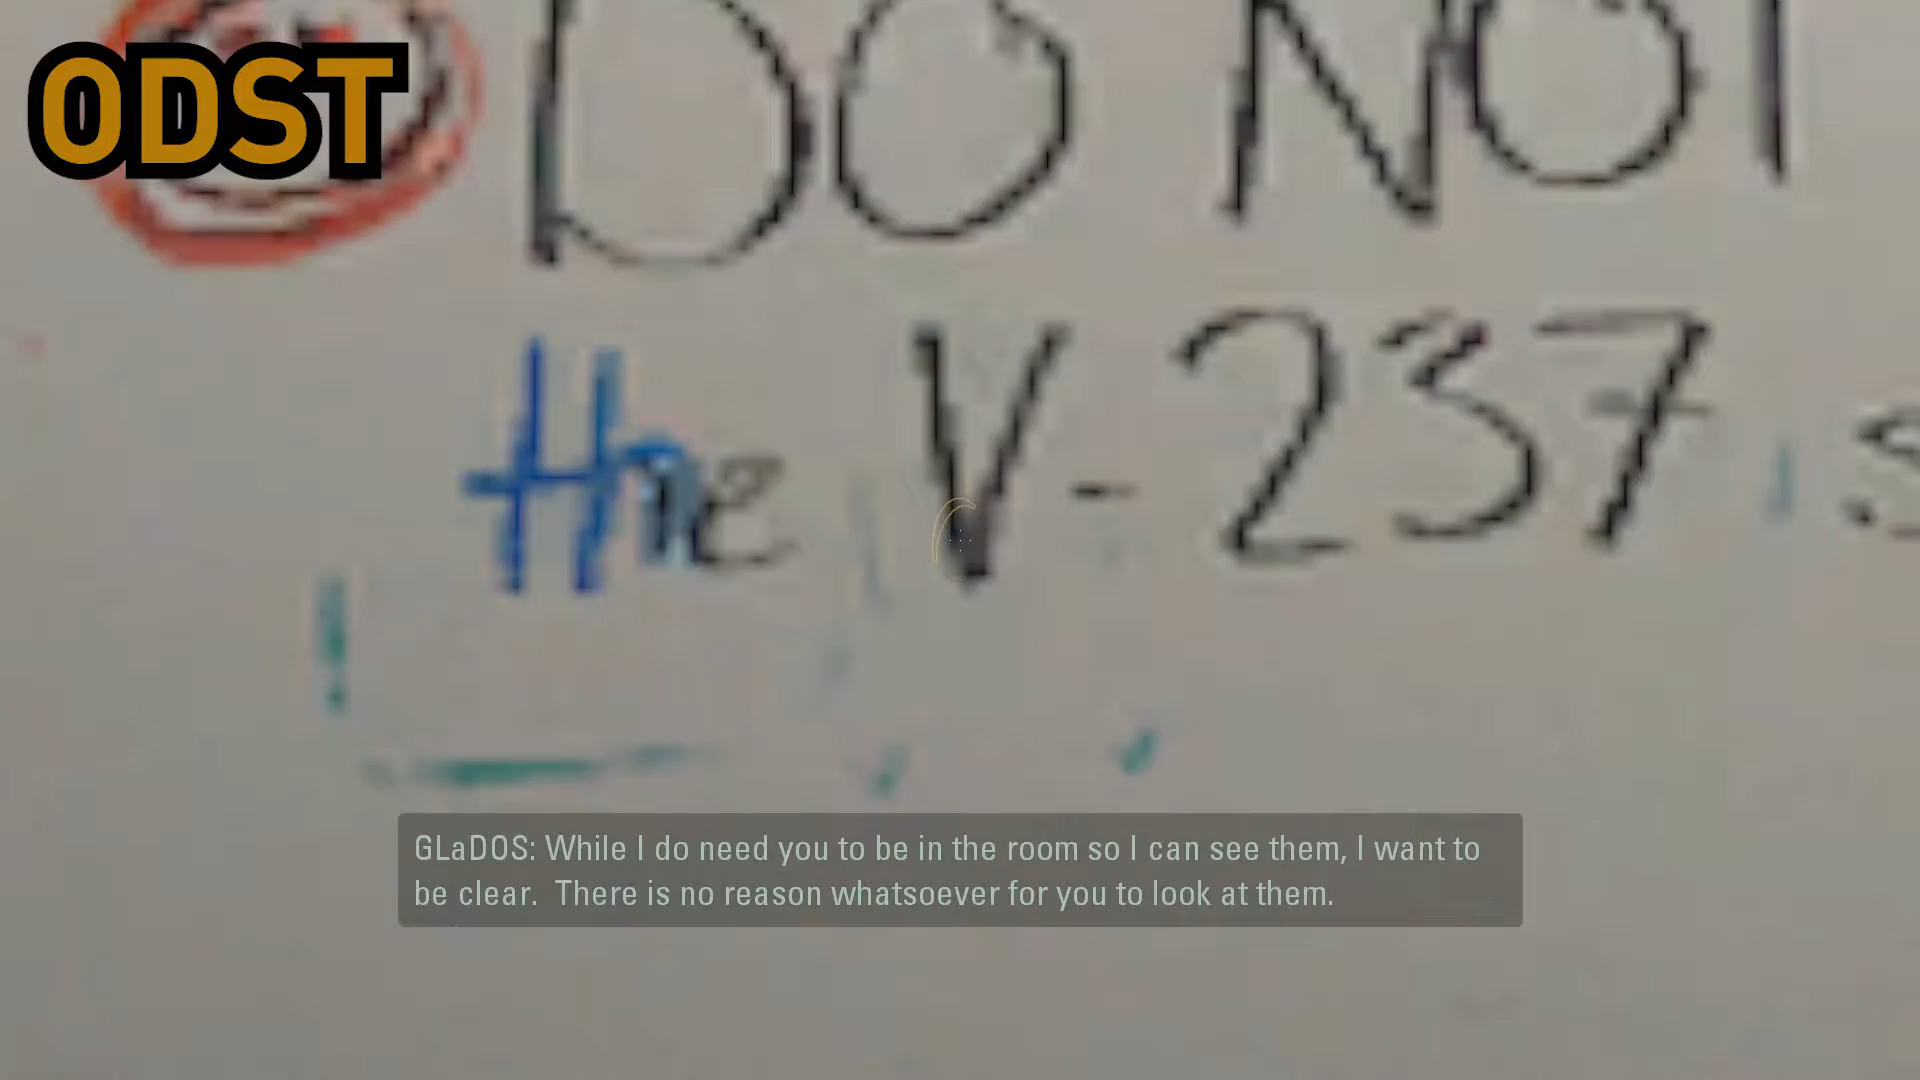 ODST
DO NOT
the V-237
GLaDOS: While I do need you to be in the room so I can see them, I want to
be clear.  There is no reason whatsoever for you to look at them.